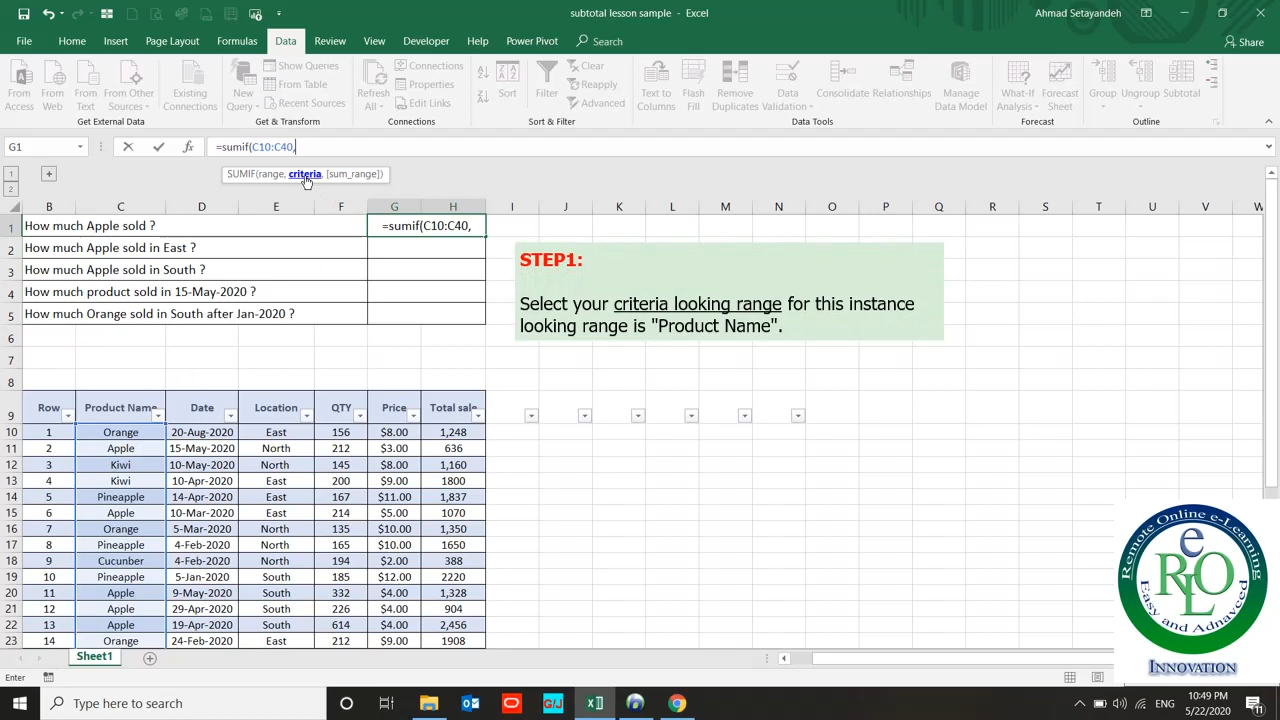 subtotal lesson sample - Excel
Ahmad Setayandeh
File Home Insert Page Layout Formulas Data Review View Developer Help Power Pivot Search Share
From Access From Web From Text From Other Sources Existing Connections New Query Show Queries From Table Recent Sources Refresh All Connections Properties Edit Links Sort Filter Clear Reapply Advanced Text to Columns Flash Fill Remove Duplicates Data Validation Consolidate Relationships Manage Data Model What-If Analysis Forecast Sheet Group Ungroup Subtotal
Get External Data Get & Transform Connections Sort & Filter Data Tools Forecast Outline
G1 fx =sumif(C10:C40,
SUMIF(range, criteria, [sum_range])
1
2
B C D E F G H I J K L M N O P Q R S T U V W
1 How much Apple sold ? =sumif(C10:C40,
2 How much Apple sold in East ?
3 How much Apple sold in South ?
4 How much product sold in 15-May-2020 ?
5 How much Orange sold in South after Jan-2020 ?
6
7
8
STEP1:
Select your criteria looking range for this instance
looking range is "Product Name".
9 Row Product Name Date Location QTY Price Total sale
10 1 Orange 20-Aug-2020 East 156 $8.00 1,248
11 2 Apple 15-May-2020 North 212 $3.00 636
12 3 Kiwi 10-May-2020 North 145 $8.00 1,160
13 4 Kiwi 10-Apr-2020 East 200 $9.00 1800
14 5 Pineapple 14-Apr-2020 East 167 $11.00 1,837
15 6 Apple 10-Mar-2020 East 214 $5.00 1070
16 7 Orange 5-Mar-2020 North 135 $10.00 1,350
17 8 Pineapple 4-Feb-2020 North 165 $10.00 1650
18 9 Cucunber 4-Feb-2020 North 194 $2.00 388
19 10 Pineapple 5-Jan-2020 South 185 $12.00 2220
20 11 Apple 9-May-2020 South 332 $4.00 1,328
21 12 Apple 29-Apr-2020 South 226 $4.00 904
22 13 Apple 19-Apr-2020 South 614 $4.00 2,456
23 14 Orange 24-Feb-2020 East 212 $9.00 1908
Remote Online e-Learning
e
RLO
Easy and Adnaveed
INNOVATION
Sheet1
Enter
Type here to search
G/J
10:49 PM
5/22/2020
11